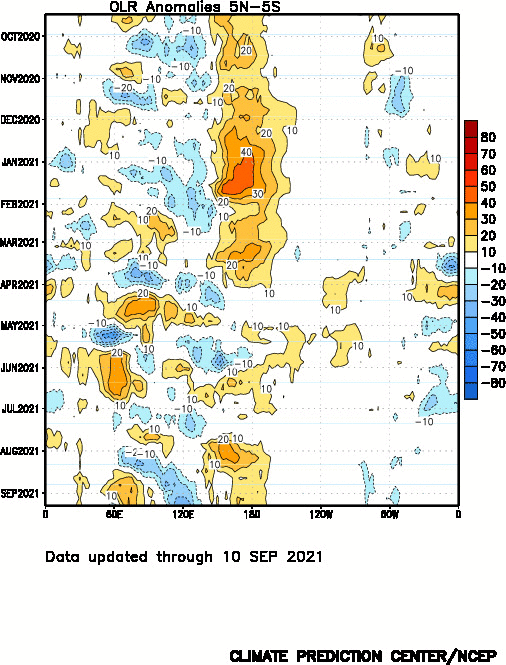 OLR Anomalies 5N-5S
OCT2020
NOV2020
DEC2020
JAN2021
FEB2021
MAR2021
APR2021
MAY2021
JUN2021
JUL2021
AUG2021
SEP2021
0 60E 120E 180 120W 60W 0
80
70
60
50
40
30
20
10
-10
-20
-30
-40
-50
-60
-70
-80
Data updated through 10 SEP 2021
CLIMATE PREDICTION CENTER/NCEP